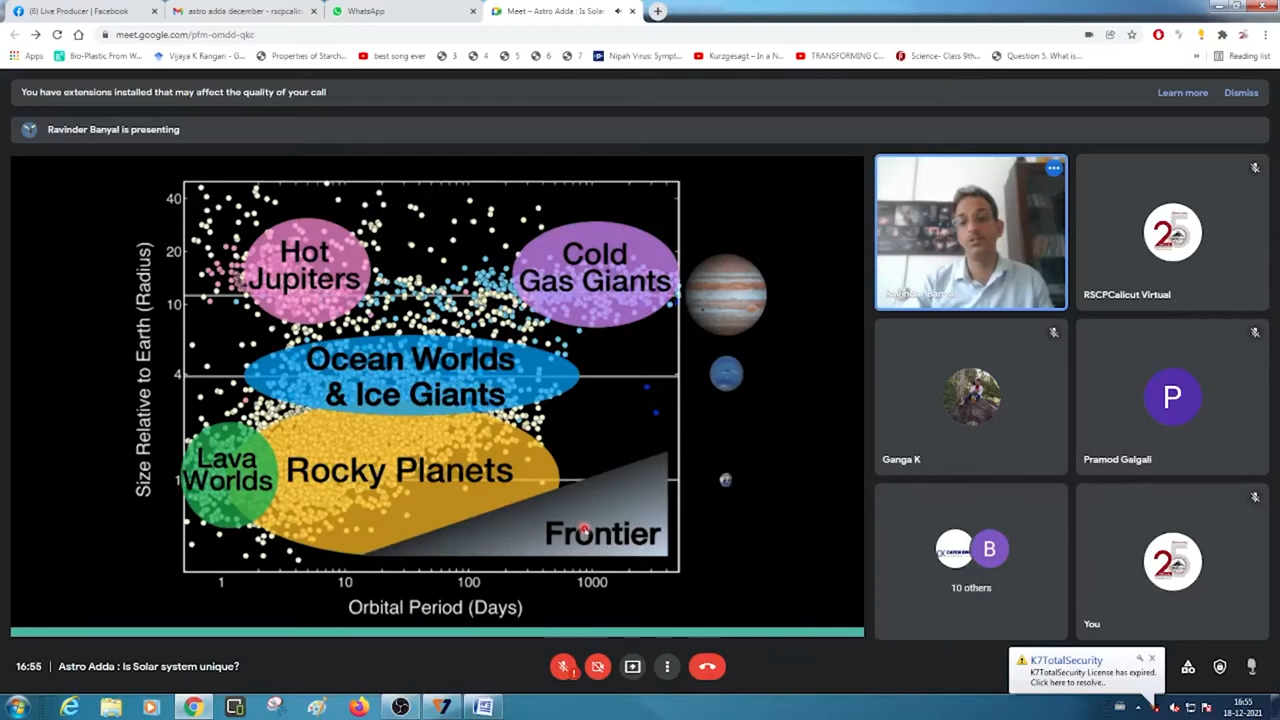 (6) Live Producer | Facebook
astro adda december - rscpcalic
WhatsApp
Meet – Astro Adda : Is Solar
meet.google.com/pfm-omdd-qkc
Apps
Bio-Plastic From W...
Vijaya K Rangan - G...
Properties of Starch...
best song ever
3
4
5
6
7
Nipah Virus: Sympt...
Kurzgesagt – In a N...
TRANSFORMING C...
Science- Class 9th...
Question 5. What is...
»
Reading list
You have extensions installed that may affect the quality of your call
Learn more
Dismiss
Ravinder Banyal is presenting
Size Relative to Earth (Radius)
40
20
10
4
1
Hot
Jupiters
Cold
Gas Giants
Ocean Worlds
& Ice Giants
Lava
Worlds
Rocky Planets
Frontier
1
10
100
1000
Orbital Period (Days)
Ravinder Banyal
25
RSCPCalicut Virtual
Ganga K
P
Pramod Galgali
B
10 others
25
You
16:55
Astro Adda : Is Solar system unique?
K7TotalSecurity
K7TotalSecurity License has expired.
Click here to resolve..
16:55
18-12-2021